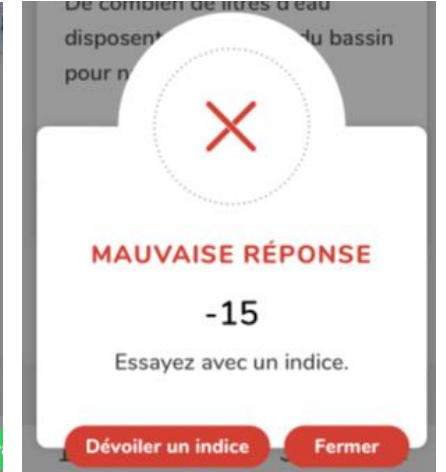 De combien de litres d'eau
disposent du bassin
pour
MAUVAISE RÉPONSE
-15
Essayez avec un indice.
Dévoiler un indice Fermer